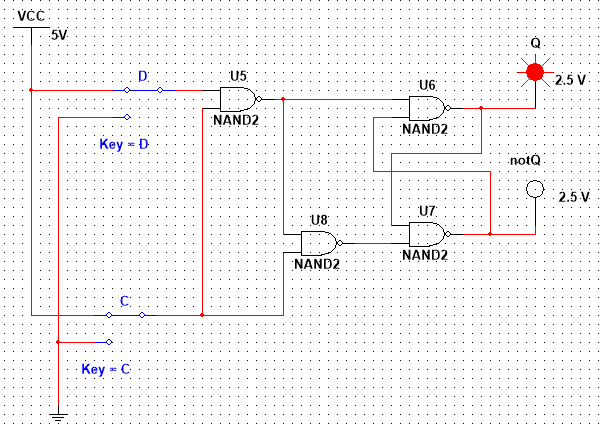 VCC
5V
D
Key = D
U5
NAND2
U6
NAND2
Q
2.5 V
notQ
2.5 V
U8
NAND2
U7
NAND2
C
Key = C